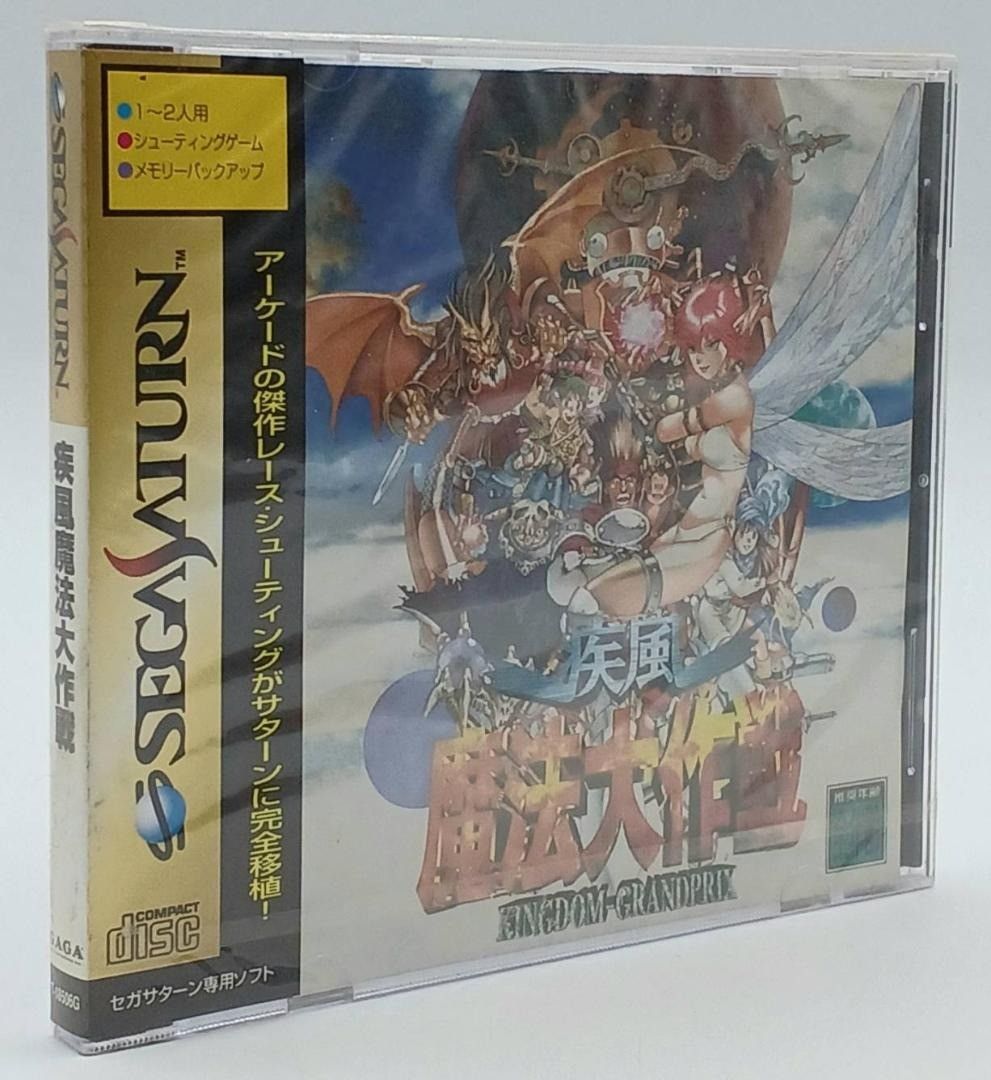 SEGA SATURN
疾風魔法大作戦
GAGA
1～2人用
シューティングゲーム
メモリーバックアップ
SEGA SATURN™
COMPACT
disc
アーケードの傑作レース・シューティングがサターンに完全移植！
セガサターン専用ソフト
疾風
魔法大作戦
KINGDOM-GRANDPRIX